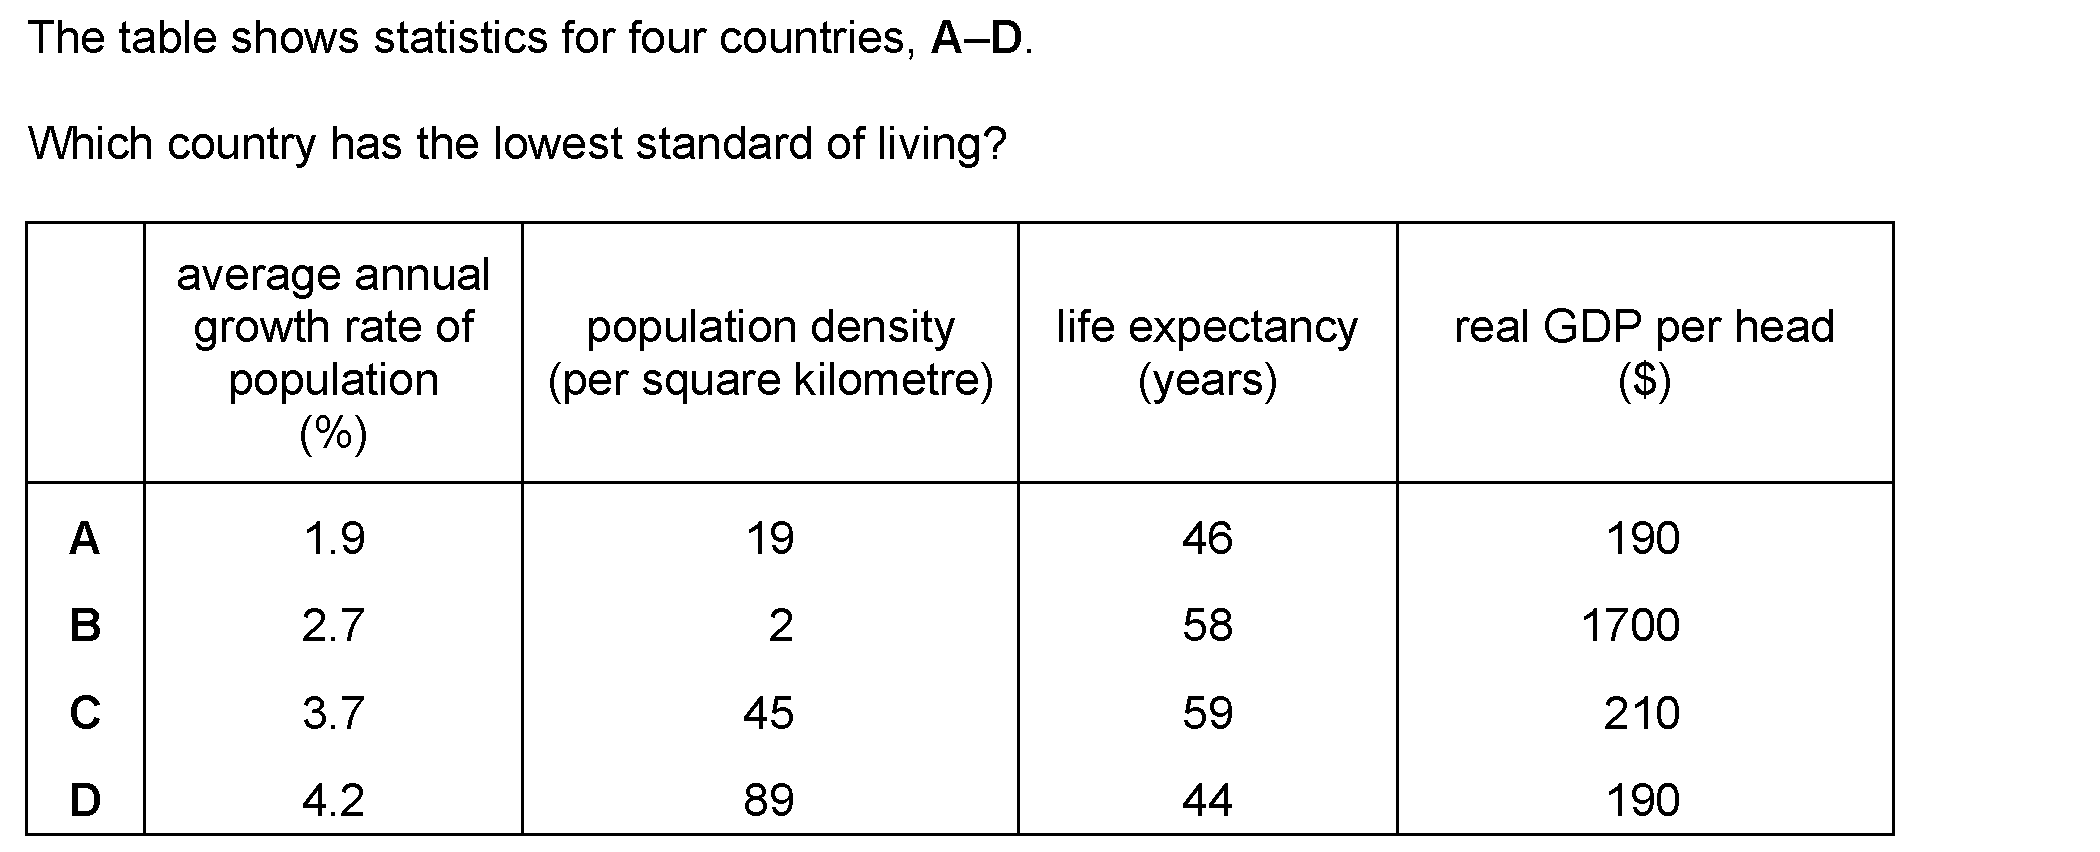 The table shows statistics for four countries, A–D.
Which country has the lowest standard of living?
average annual growth rate of population (%) population density (per square kilometre) life expectancy (years) real GDP per head ($)
A 1.9 19 46 190
B 2.7 2 58 1700
C 3.7 45 59 210
D 4.2 89 44 190